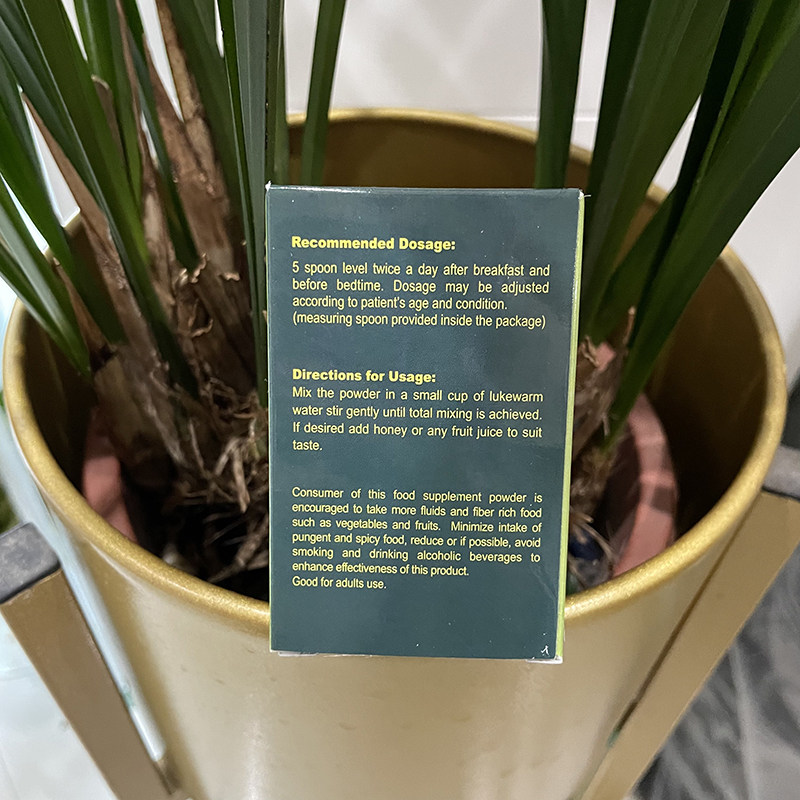 Recommended Dosage:
5 spoon level twice a day after breakfast and
before bedtime. Dosage may be adjusted
according to patient's age and condition.
(measuring spoon provided inside the package)
Directions for Usage:
Mix the powder in a small cup of lukewarm
water stir gently until total mixing is achieved.
If desired add honey or any fruit juice to suit
taste.
Consumer of this food supplement powder is
encouraged to take more fluids and fiber rich food
such as vegetables and fruits. Minimize intake of
pungent and spicy food, reduce or if possible, avoid
smoking and drinking alcoholic beverages to
enhance effectiveness of this product.
Good for adults use.